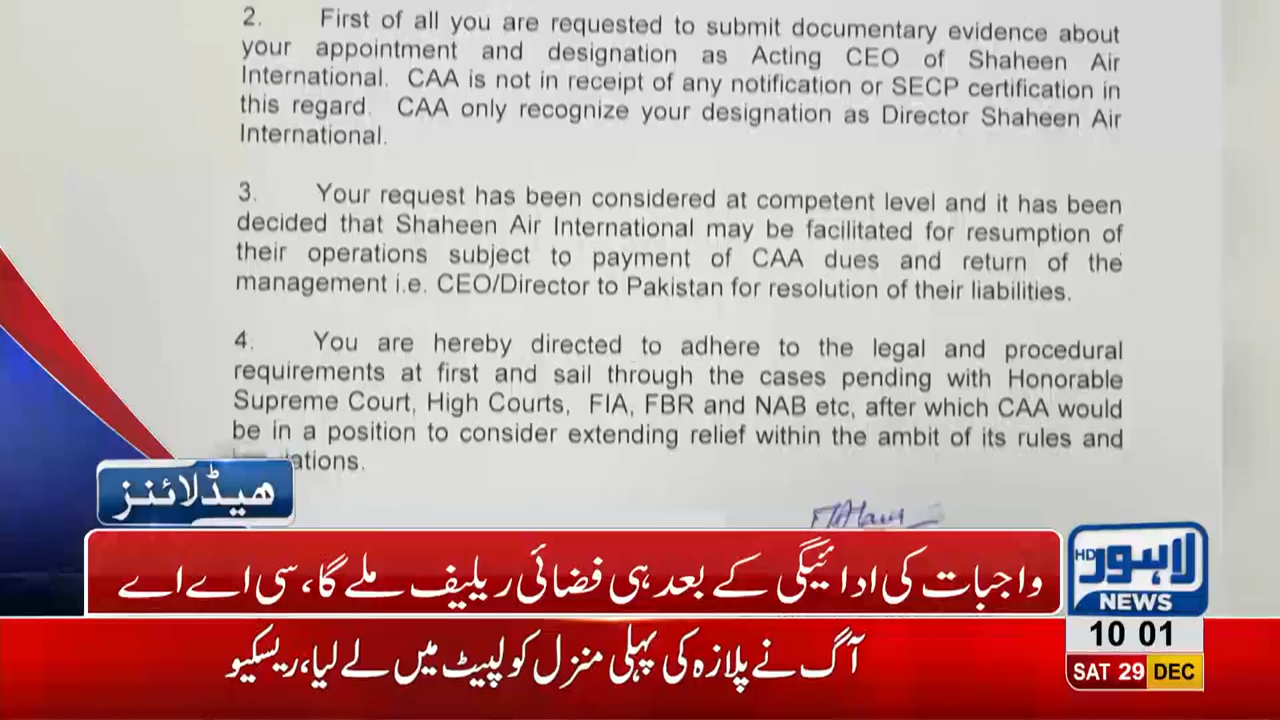 2. First of all you are requested to submit documentary evidence about
your appointment and designation as Acting CEO of Shaheen Air
International. CAA is not in receipt of any notification or SECP certification in
this regard. CAA only recognize your designation as Director Shaheen Air
International.
3. Your request has been considered at competent level and it has been
decided that Shaheen Air International may be facilitated for resumption of
their operations subject to payment of CAA dues and return of the
management i.e. CEO/Director to Pakistan for resolution of their liabilities.
4. You are hereby directed to adhere to the legal and procedural
requirements at first and sail through the cases pending with Honorable
Supreme Court, High Courts, FIA, FBR and NAB etc, after which CAA would
be in a position to consider extending relief within the ambit of its rules and
ھیڈلائنز
واجبات کی ادائیگی کے بعد ہی فضائی ریلیف ملے گا، سی اے اے
آگ نے پلازہ کی پہلی منزل کو لپیٹ میں لے لیا، ریسکیو
HD لاہور
NEWS
10 01
SAT 29 DEC